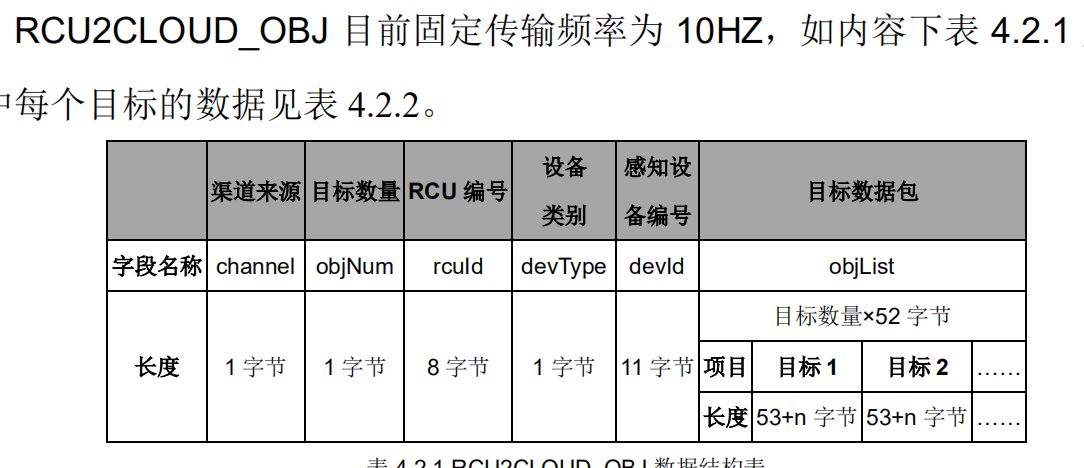 RCU2CLOUD_OBJ 目前固定传输频率为 10HZ，如内容下表 4.2.1
中每个目标的数据见表 4.2.2。
渠道来源 目标数量 RCU 编号 设备类别 感知设备编号 目标数据包
字段名称 channel objNum rcuId devType devId objList
长度 1 字节 1 字节 8 字节 1 字节 11 字节 目标数量×52 字节
项目 目标 1 目标 2 ……
长度 53+n 字节 53+n 字节 ……
表 4.2.1 RCU2CLOUD_OBJ 数据结构表